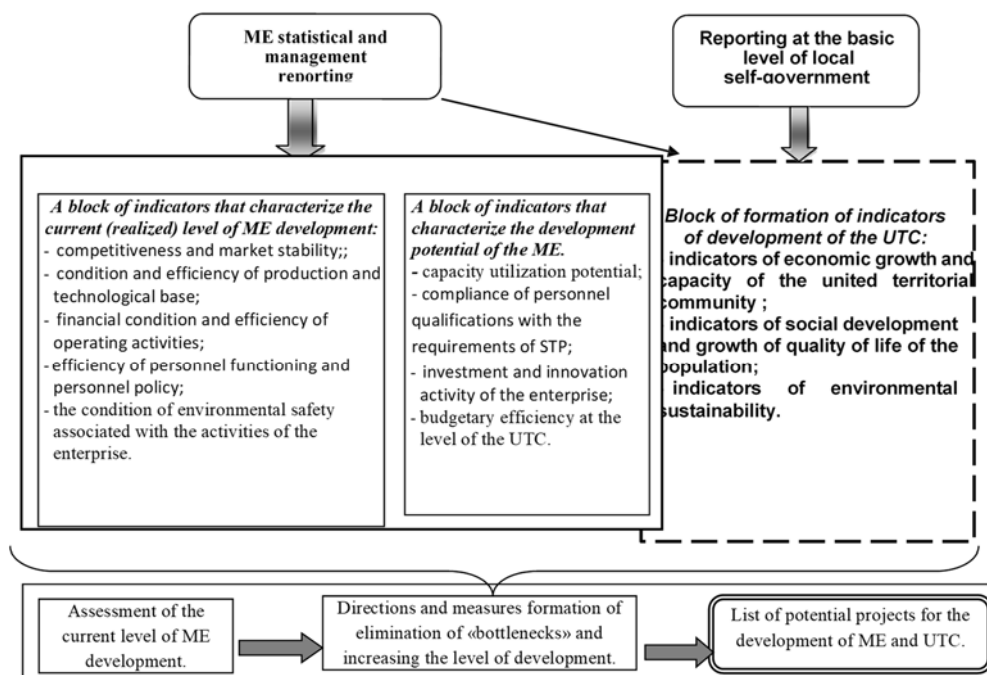 ME statistical and
management
reporting
Reporting at the basic
level of local
self-government
A block of indicators that characterize the
current (realized) level of ME development:
- competitiveness and market stability;;
- condition and efficiency of production and
technological base;
- financial condition and efficiency of
operating activities;
- efficiency of personnel functioning and
personnel policy;
- the condition of environmental safety
associated with the activities of the
enterprise.
A block of indicators that
characterize the development
potential of the ME.
- capacity utilization potential;
- compliance of personnel
qualifications with the
requirements of STP;
- investment and innovation
activity of the enterprise;
- budgetary efficiency at the
level of the UTC.
Block of formation of indicators
of development of the UTC:
indicators of economic growth and
capacity of the united territorial
community ;
indicators of social development
and growth of quality of life of the
population;
indicators of environmental
sustainability.
Assessment of the
current level of ME
development.
Directions and measures formation of
elimination of «bottlenecks» and
increasing the level of development.
List of potential projects for the
development of ME and UTC.